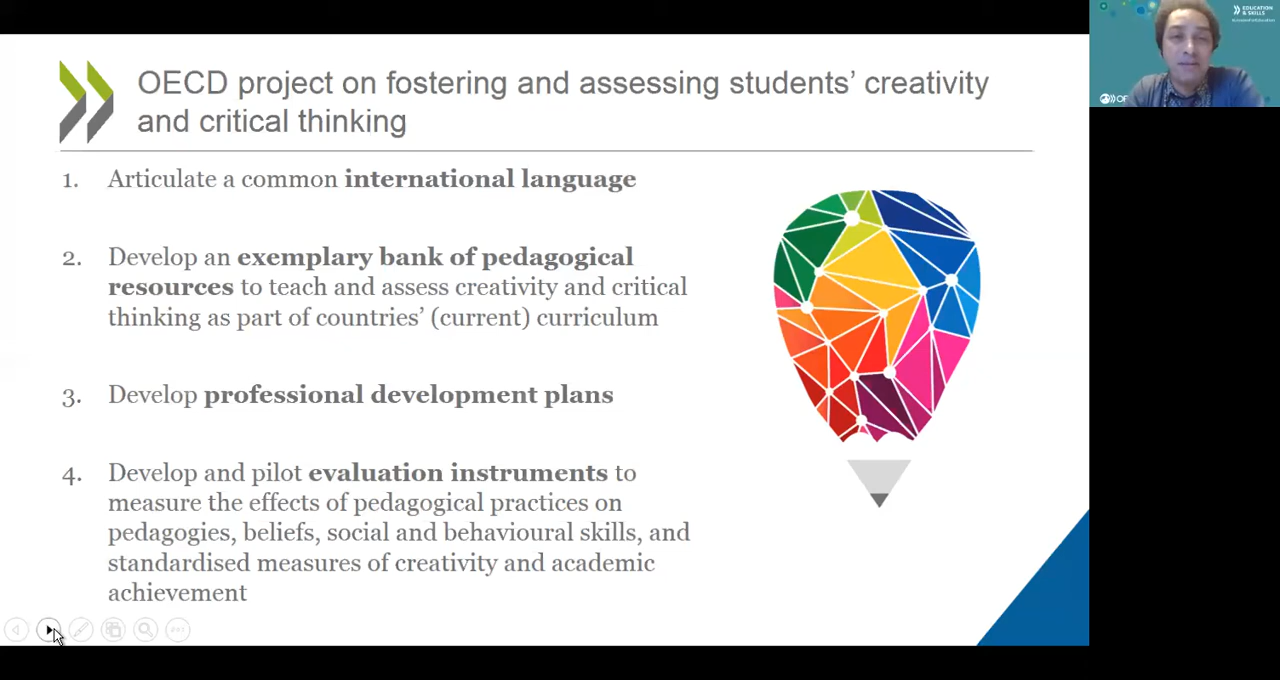 OECD project on fostering and assessing students’ creativity
and critical thinking
1. Articulate a common international language
2. Develop an exemplary bank of pedagogical
resources to teach and assess creativity and critical
thinking as part of countries’ (current) curriculum
3. Develop professional development plans
4. Develop and pilot evaluation instruments to
measure the effects of pedagogical practices on
pedagogies, beliefs, social and behavioural skills, and
standardised measures of creativity and academic
achievement
EDUCATION
& SKILLS